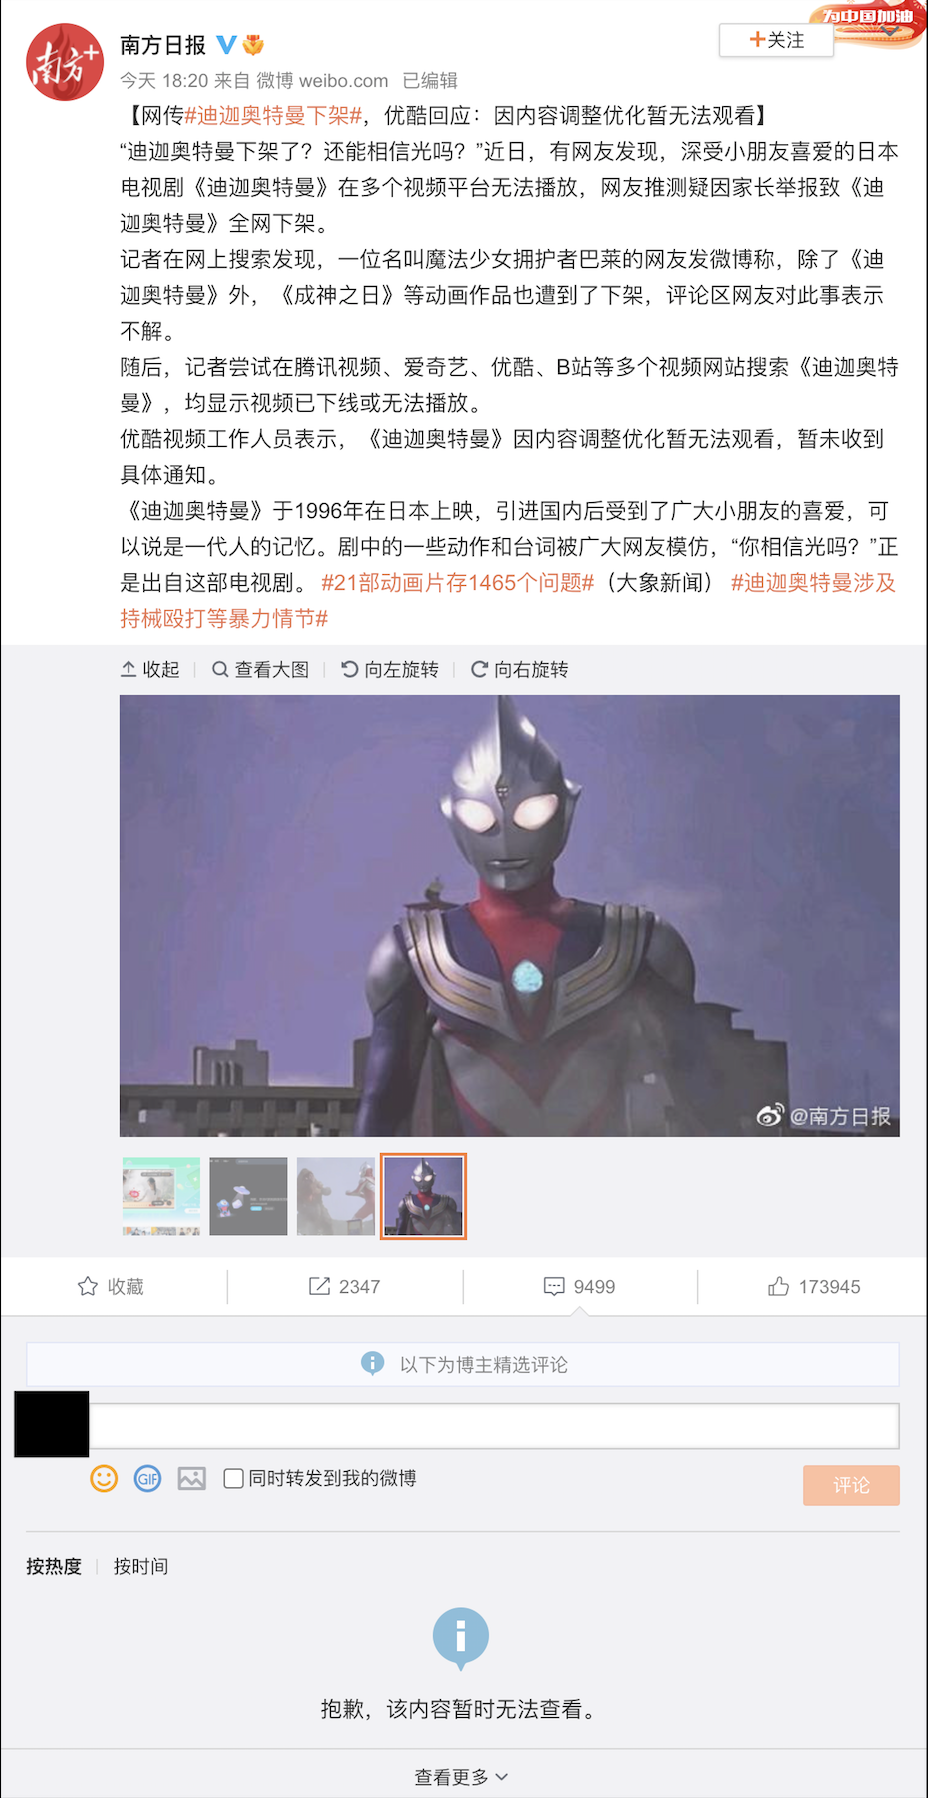 为中国加油
南方+
南方日报
+关注
今天 18:20 来自 微博 weibo.com 已编辑
【网传#迪迦奥特曼下架#，优酷回应：因内容调整优化暂无法观看】
“迪迦奥特曼下架了？还能相信光吗？”近日，有网友发现，深受小朋友喜爱的日本
电视剧《迪迦奥特曼》在多个视频平台无法播放，网友推测疑因家长举报致《迪
迦奥特曼》全网下架。
记者在网上搜索发现，一位名叫魔法少女拥护者巴莱的网友发微博称，除了《迪
迦奥特曼》外，《成神之日》等动画作品也遭到了下架，评论区网友对此事表示
不解。
随后，记者尝试在腾讯视频、爱奇艺、优酷、B站等多个视频网站搜索《迪迦奥特
曼》，均显示视频已下线或无法播放。
优酷视频工作人员表示，《迪迦奥特曼》因内容调整优化暂无法观看，暂未收到
具体通知。
《迪迦奥特曼》于1996年在日本上映，引进国内后受到了广大小朋友的喜爱，可
以说是一代人的记忆。剧中的一些动作和台词被广大网友模仿，“你相信光吗？”正
是出自这部电视剧。 #21部动画片存1465个问题#（大象新闻） #迪迦奥特曼涉及
持械殴打等暴力情节#
收起 查看大图 向左旋转 向右旋转
@南方日报
收藏 2347 9499 173945
以下为博主精选评论
GIF 同时转发到我的微博
评论
按热度 按时间
抱歉，该内容暂时无法查看。
查看更多